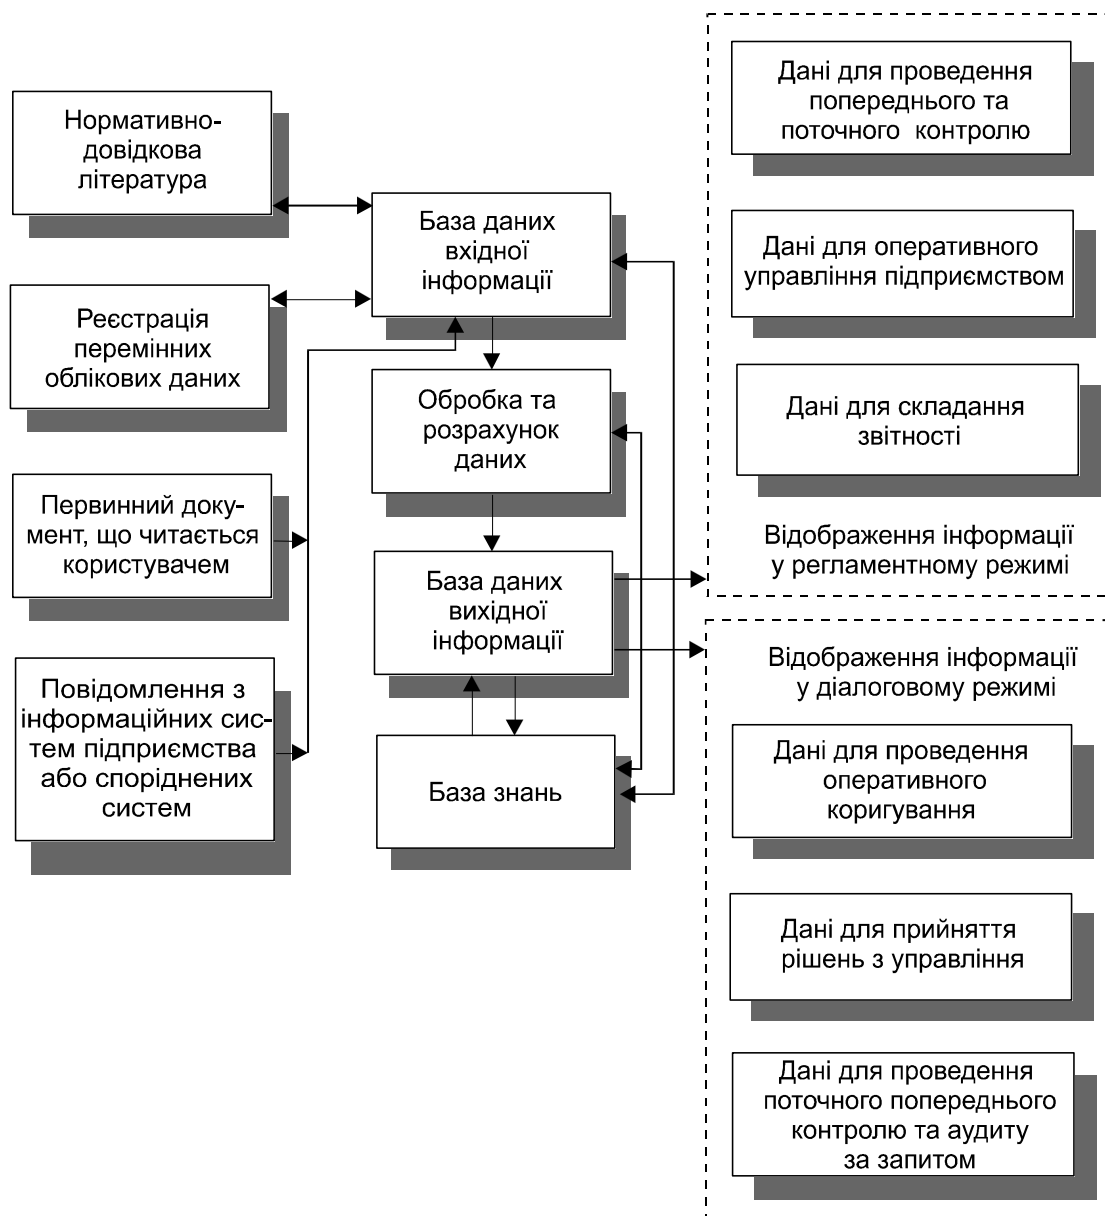 Нормативно-
довідкова
література
Реєстрація
перемінних
облікових даних
Первинний доку-
мент, що читається
користувачем
Повідомлення з
інформаційних сис-
тем підприємства
або споріднених
систем
База даних
вхідної
інформації
Обробка та
розрахунок
даних
База даних
вихідної
інформації
База знань
Дані для проведення
попереднього та
поточного контролю
Дані для оперативного
управління підприємством
Дані для складання
звітності
Відображення інформації
у регламентному режимі
Відображення інформації
у діалоговому режимі
Дані для проведення
оперативного
коригування
Дані для прийняття
рішень з управління
Дані для проведення
поточного попереднього
контролю та аудиту
за запитом